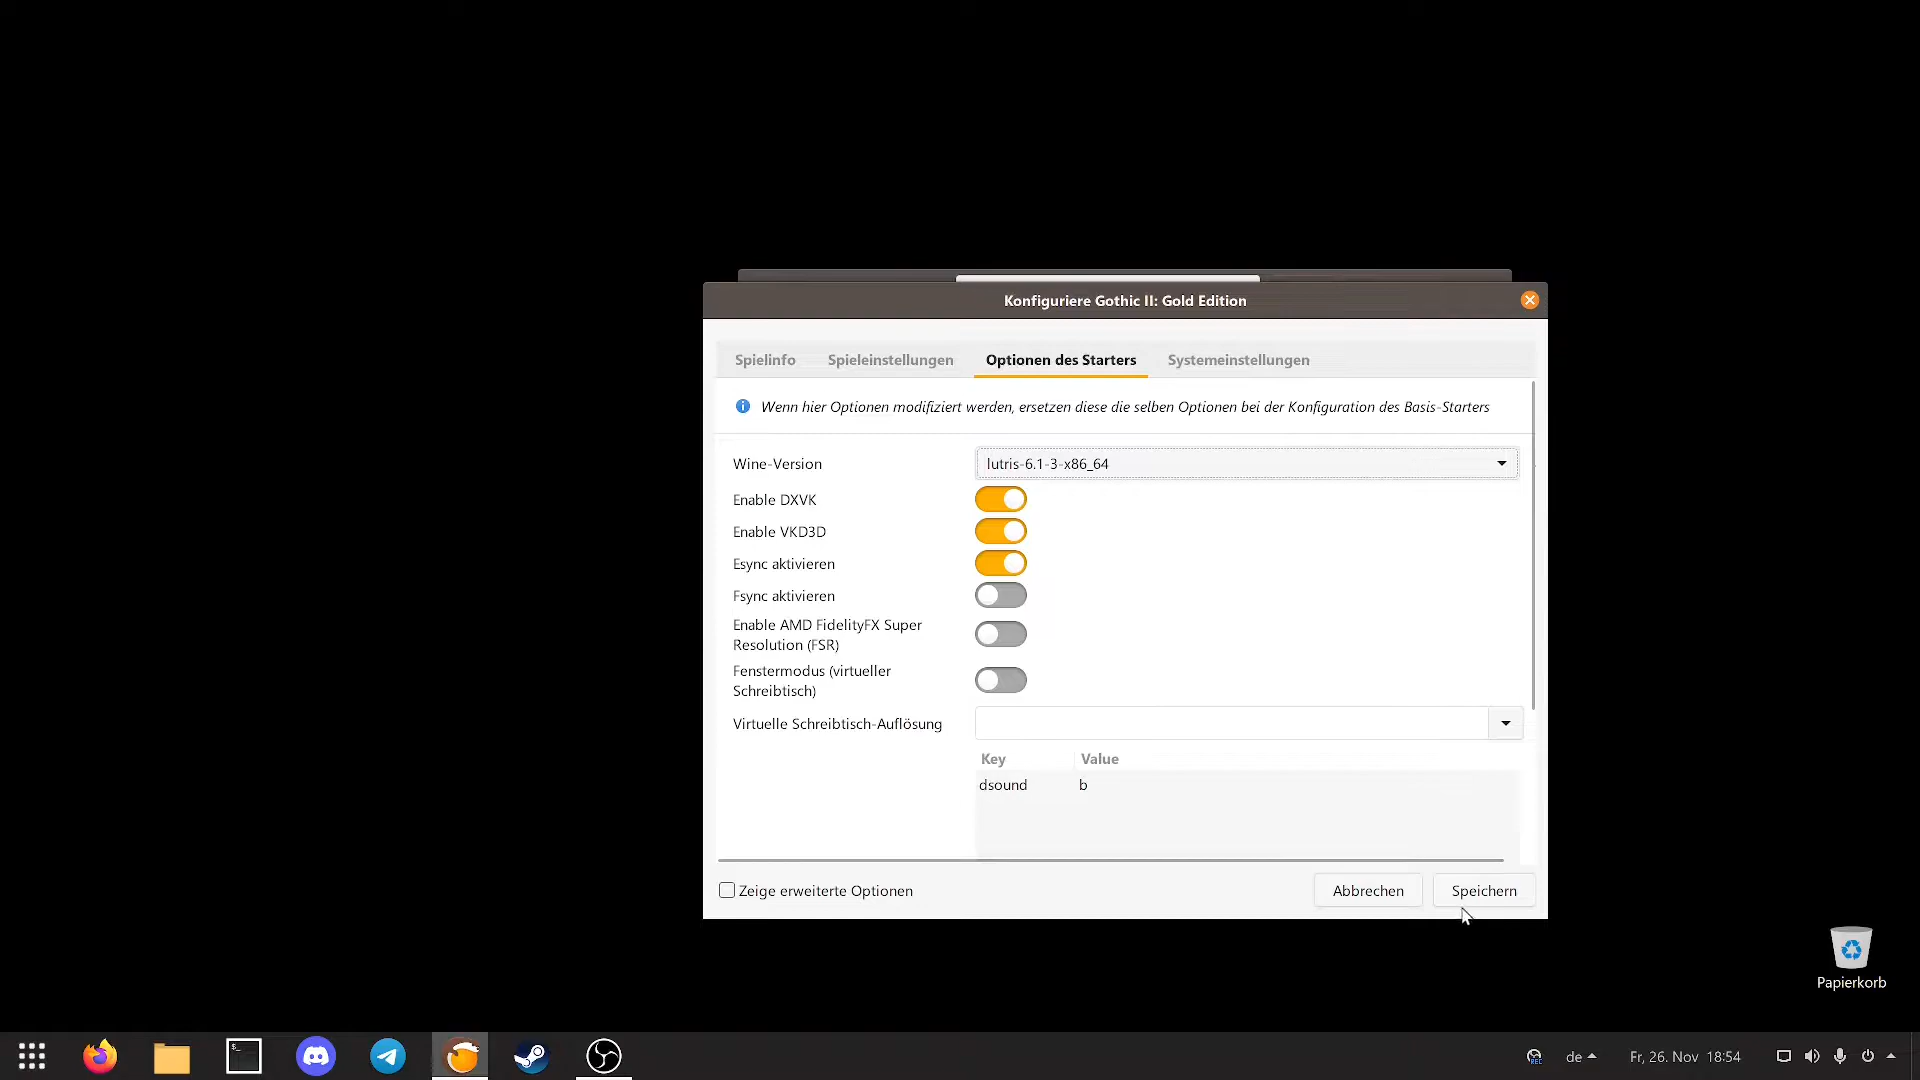 Konfiguriere Gothic II: Gold Edition
Spielinfo Spieleinstellungen Optionen des Starters Systemeinstellungen
Wenn hier Optionen modifiziert werden, ersetzen diese die selben Optionen bei der Konfiguration des Basis-Starters
Wine-Version lutris-6.1-3-x86_64
Enable DXVK
Enable VKD3D
Esync aktivieren
Fsync aktivieren
Enable AMD FidelityFX Super
Resolution (FSR)
Fenstermodus (virtueller
Schreibtisch)
Virtuelle Schreibtisch-Auflösung
Key Value
dsound b
Zeige erweiterte Optionen Abbrechen Speichern
Papierkorb
de Fr, 26. Nov 18:54